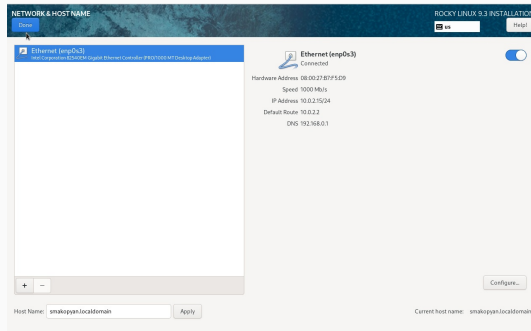 NETWORK & HOST NAME
ROCKY LINUX 9.3 INSTALLATION
Done
us
Help!
Ethernet (enp0s3)
Intel Corporation 82540EM Gigabit Ethernet Controller (PRO/1000 MT Desktop Adapter)
Ethernet (enp0s3)
Connected
Hardware Address 08:00:27:B7:F5:D9
Speed 1000 Mb/s
IP Address 10.0.2.15/24
Default Route 10.0.2.2
DNS 192.168.0.1
+ −
Configure...
Host Name: smakopyan.localdomain Apply Current host name: smakopyan.localdomain